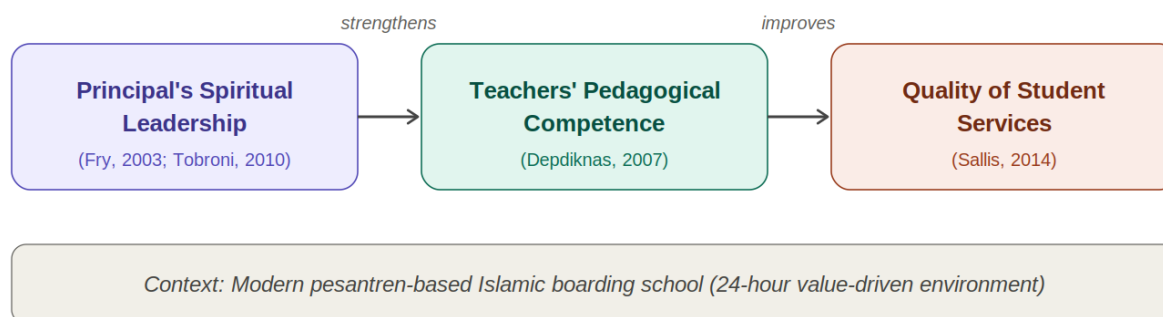 strengthens
improves
Principal's Spiritual
Leadership
(Fry, 2003; Tobroni, 2010)
Teachers' Pedagogical
Competence
(Depdiknas, 2007)
Quality of Student
Services
(Sallis, 2014)
Context: Modern pesantren-based Islamic boarding school (24-hour value-driven environment)